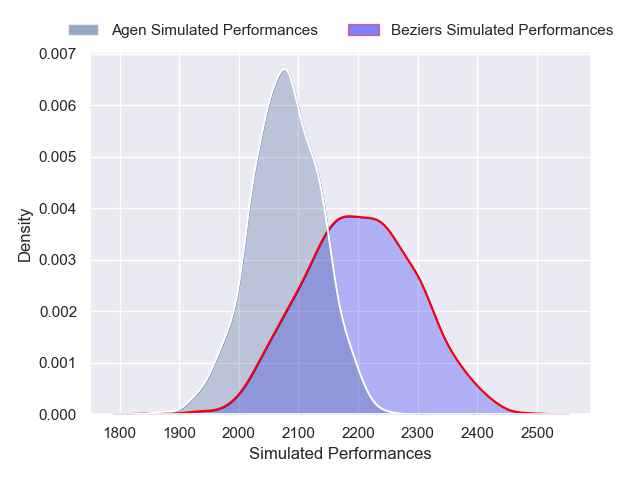 Agen Simulated Performances Beziers Simulated Performances
0.007
0.006
0.005
0.004
0.003
0.002
0.001
0.000
Density
1800 1900 2000 2100 2200 2300 2400 2500
Simulated Performances